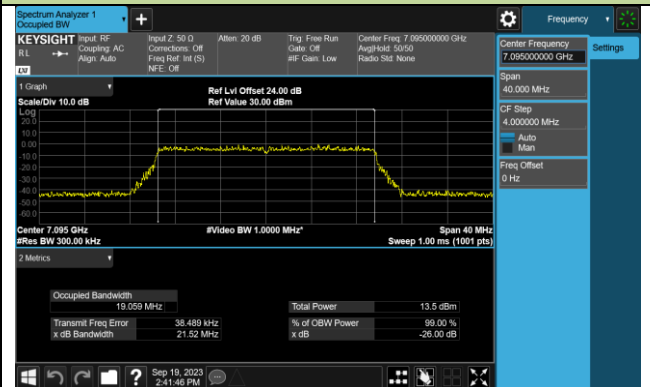 Spectrum Analyzer 1
Occupied BW
Frequency
KEYSIGHT
RL
LXI
Input: RF
Coupling: AC
Align: Auto
Input Z: 50 Ω
Corrections: Off
Freq Ref: Int (S)
NFE: Off
Atten: 20 dB
Trig: Free Run
Gate: Off
#IF Gain: Low
Center Freq: 7.095000000 GHz
Avg|Hold: 50/50
Radio Std: None
Center Frequency
7.095000000 GHz
Settings
Span
40.000 MHz
CF Step
4.000000 MHz
Auto
Man
Freq Offset
0 Hz
1 Graph
Scale/Div 10.0 dB
Ref Lvl Offset 24.00 dB
Ref Value 30.00 dBm
Log
20.0
10.0
0.00
-10.0
-20.0
-30.0
-40.0
-50.0
-60.0
Center 7.095 GHz
#Res BW 300.00 kHz
#Video BW 1.0000 MHz*
Span 40 MHz
Sweep 1.00 ms (1001 pts)
2 Metrics
Occupied Bandwidth
19.059 MHz
Transmit Freq Error 38.489 kHz
x dB Bandwidth 21.52 MHz
Total Power 13.5 dBm
% of OBW Power 99.00 %
x dB -26.00 dB
?
Sep 19, 2023
2:41:46 PM